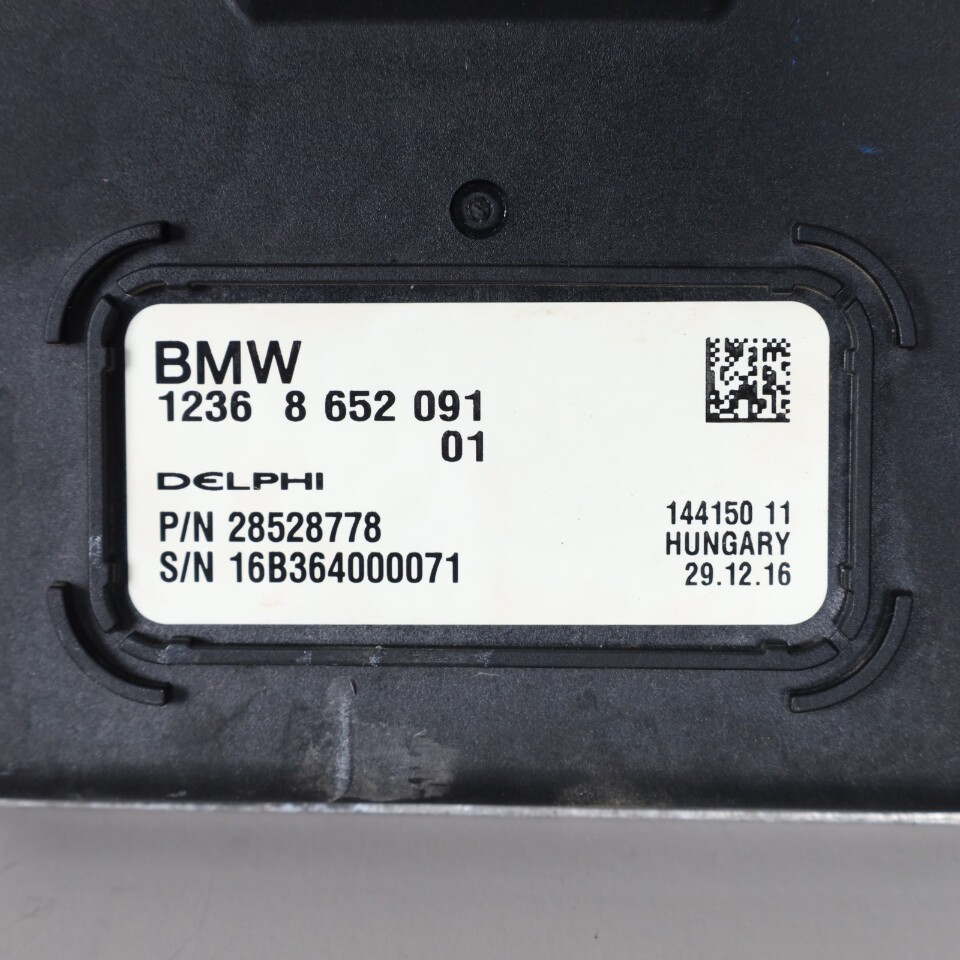 BMW
1236 8 652 091
01
DELPHI
P/N 28528778
S/N 16B364000071
144150 11
HUNGARY
29.12.16